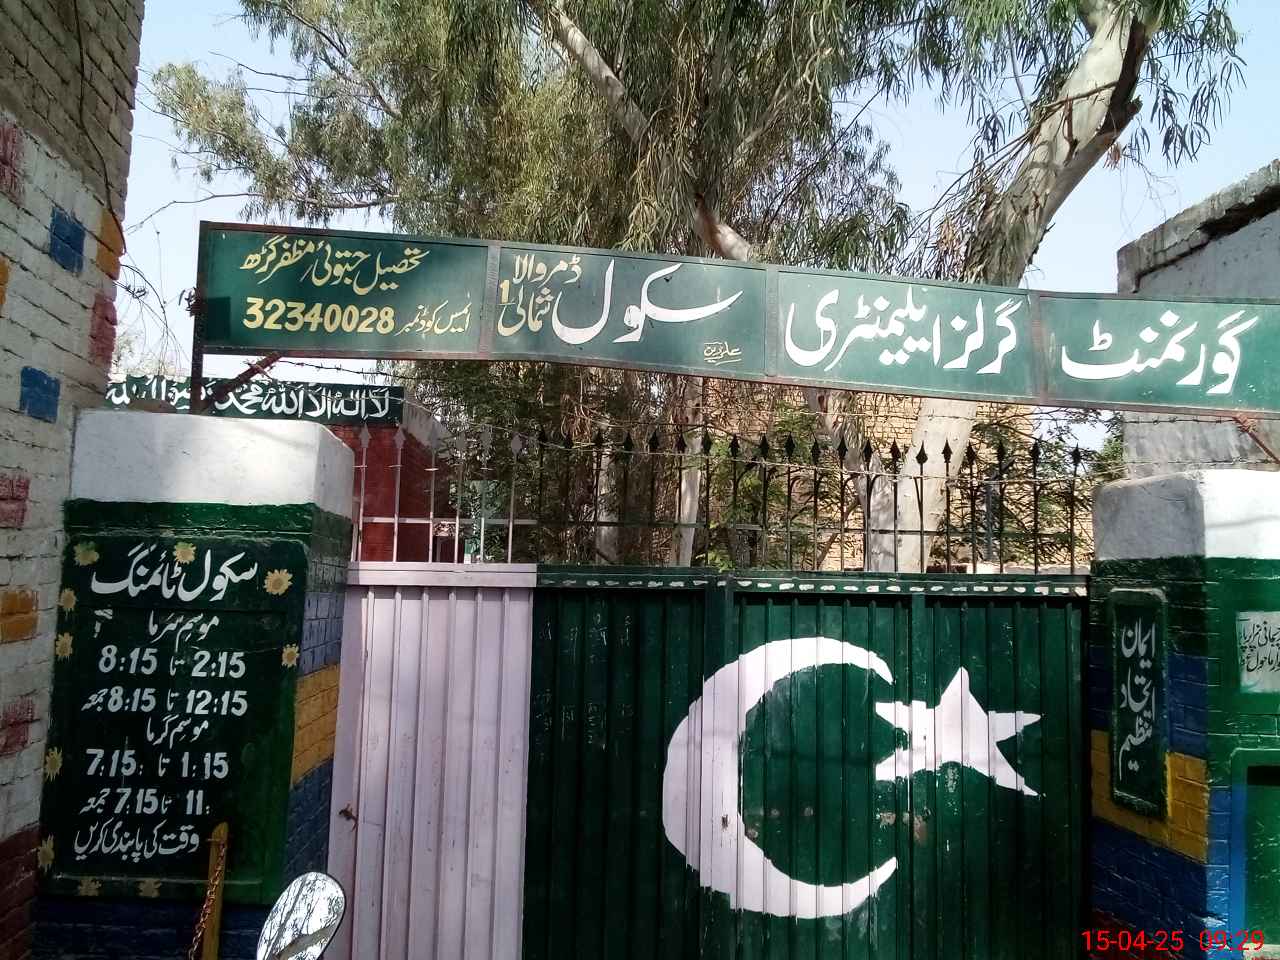 گورنمنٹ گرلز ایلیمنٹری سکول ڈمروالا شمالی 1
تحصیل جتوئی مظفر گڑھ
ایمس کوڈ نمبر 32340028
لا الہ الا اللہ محمد رسول اللہ
سکول ٹائمنگ
موسم سرما
8:15 تا 2:15
جمعہ 8:15 تا 12:15
موسم گرما
7:15: تا 1:15
جمعہ 7:15 تا 11:
وقت کی پابندی کریں
ایمان
اتحاد
تنظیم
15-04-25 09:29